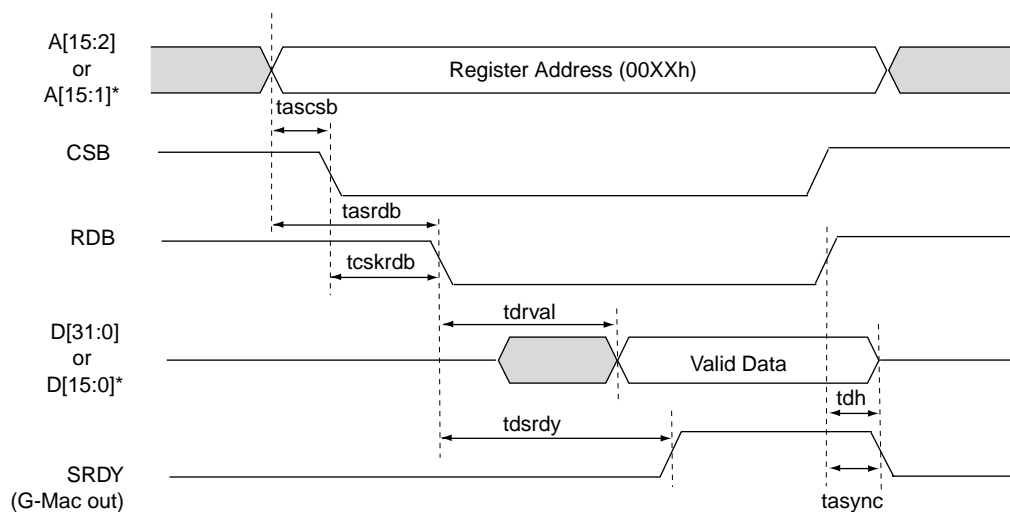 A[15:2]
or
A[15:1]*
Register Address (00XXh)
tascsb
CSB
tasrdb
RDB
tcskrdb
tdrval
D[31:0]
or
D[15:0]*
Valid Data
tdh
tdsrdy
SRDY
(G-Mac out)
tasync